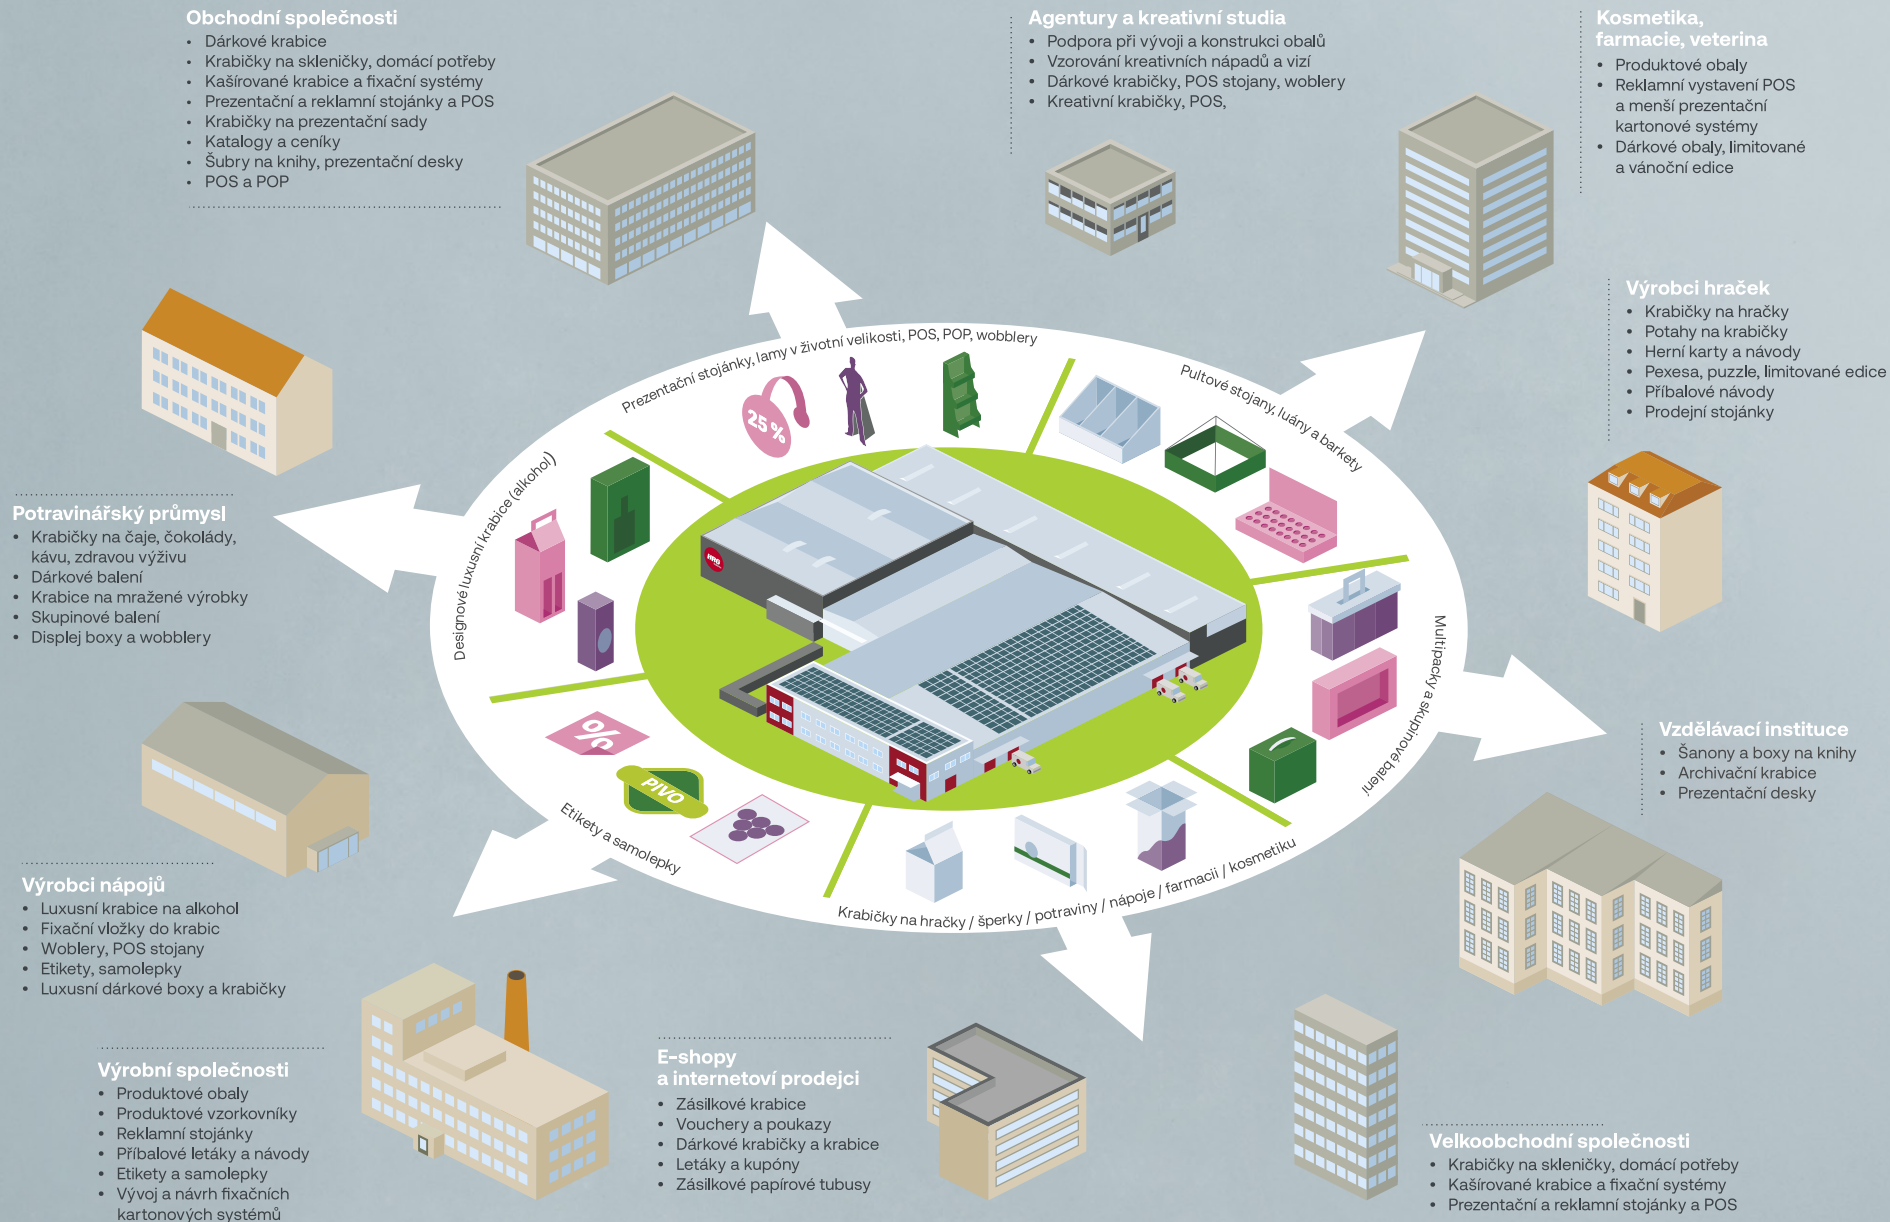 Obchodní společnosti
• Dárkové krabice
• Krabičky na skleničky, domácí potřeby
• Kašírované krabice a fixační systémy
• Prezentační a reklamní stojánky a POS
• Krabičky na prezentační sady
• Katalogy a ceníky
• Šubry na knihy, prezentační desky
• POS a POP
Agentury a kreativní studia
• Podpora při vývoji a konstrukci obalů
• Vzorování kreativních nápadů a vizí
• Dárkové krabičky, POS stojany, woblery
• Kreativní krabičky, POS,
Kosmetika,
farmacie, veterina
• Produktové obaly
• Reklamní vystavení POS
a menší prezentační
kartonové systémy
• Dárkové obaly, limitované
a vánoční edice
Výrobci hraček
• Krabičky na hračky
• Potahy na krabičky
• Herní karty a návody
• Pexesa, puzzle, limitované edice
• Příbalové návody
• Prodejní stojánky
Prezentační stojánky, lamy v životní velikosti, POS, POP, wobblery
25 %
Pultové stojany, luány a barkety
Designové luxusní krabice (alkohol)
Multipacky a skupinové balení
%
PIVO
Etikety a samolepky
Krabičky na hračky / šperky / potraviny / nápoje / farmacii / kosmetiku
Potravinářský průmysl
• Krabičky na čaje, čokolády,
kávu, zdravou výživu
• Dárkové balení
• Krabice na mražené výrobky
• Skupinové balení
• Displej boxy a wobblery
Vzdělávací instituce
• Šanony a boxy na knihy
• Archivační krabice
• Prezentační desky
Výrobci nápojů
• Luxusní krabice na alkohol
• Fixační vložky do krabic
• Woblery, POS stojany
• Etikety, samolepky
• Luxusní dárkové boxy a krabičky
Výrobní společnosti
• Produktové obaly
• Produktové vzorkovníky
• Reklamní stojánky
• Příbalové letáky a návody
• Etikety a samolepky
• Vývoj a návrh fixačních
kartonových systémů
E-shopy
a internetoví prodejci
• Zásilkové krabice
• Vouchery a poukazy
• Dárkové krabičky a krabice
• Letáky a kupóny
• Zásilkové papírové tubusy
Velkoobchodní společnosti
• Krabičky na skleničky, domácí potřeby
• Kašírované krabice a fixační systémy
• Prezentační a reklamní stojánky a POS